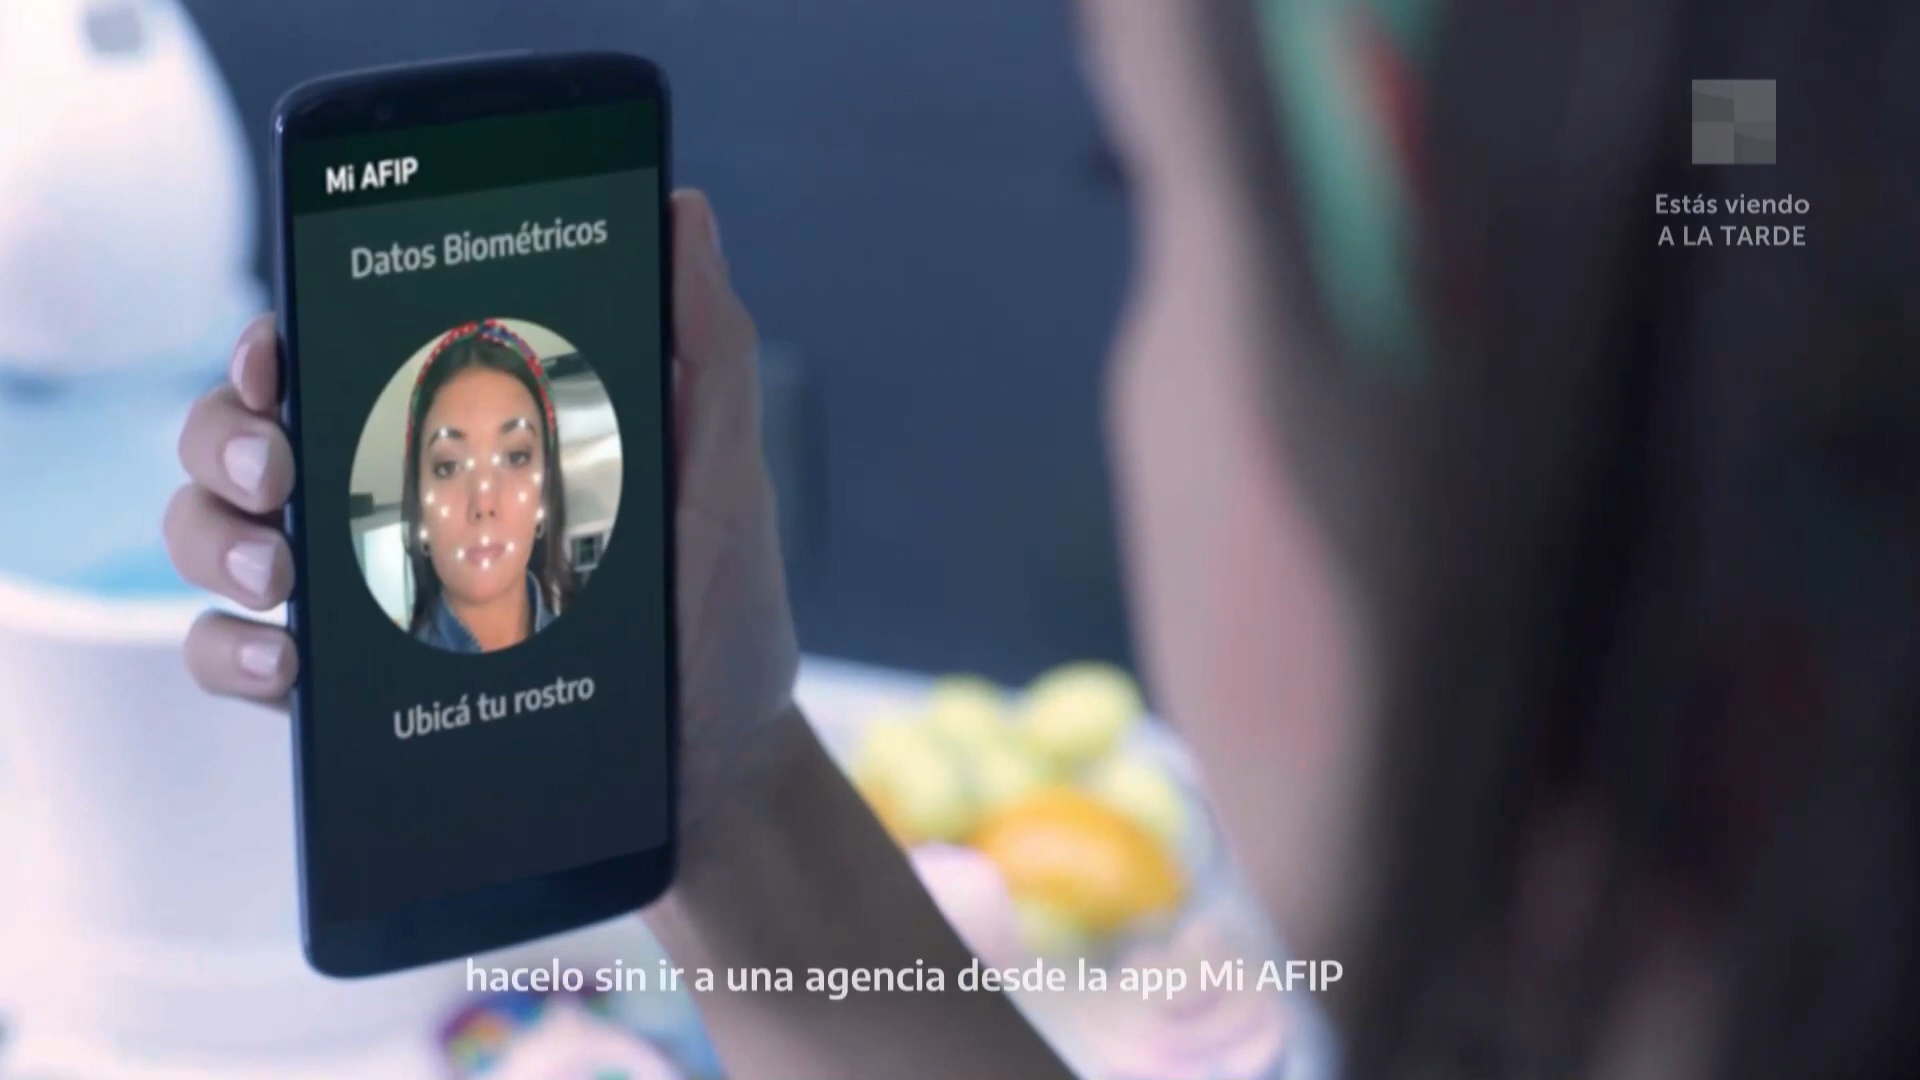 Mi AFIP
Datos Biométricos
Ubicá tu rostro
Estás viendo
A LA TARDE
hacelo sin ir a una agencia desde la app Mi AFIP